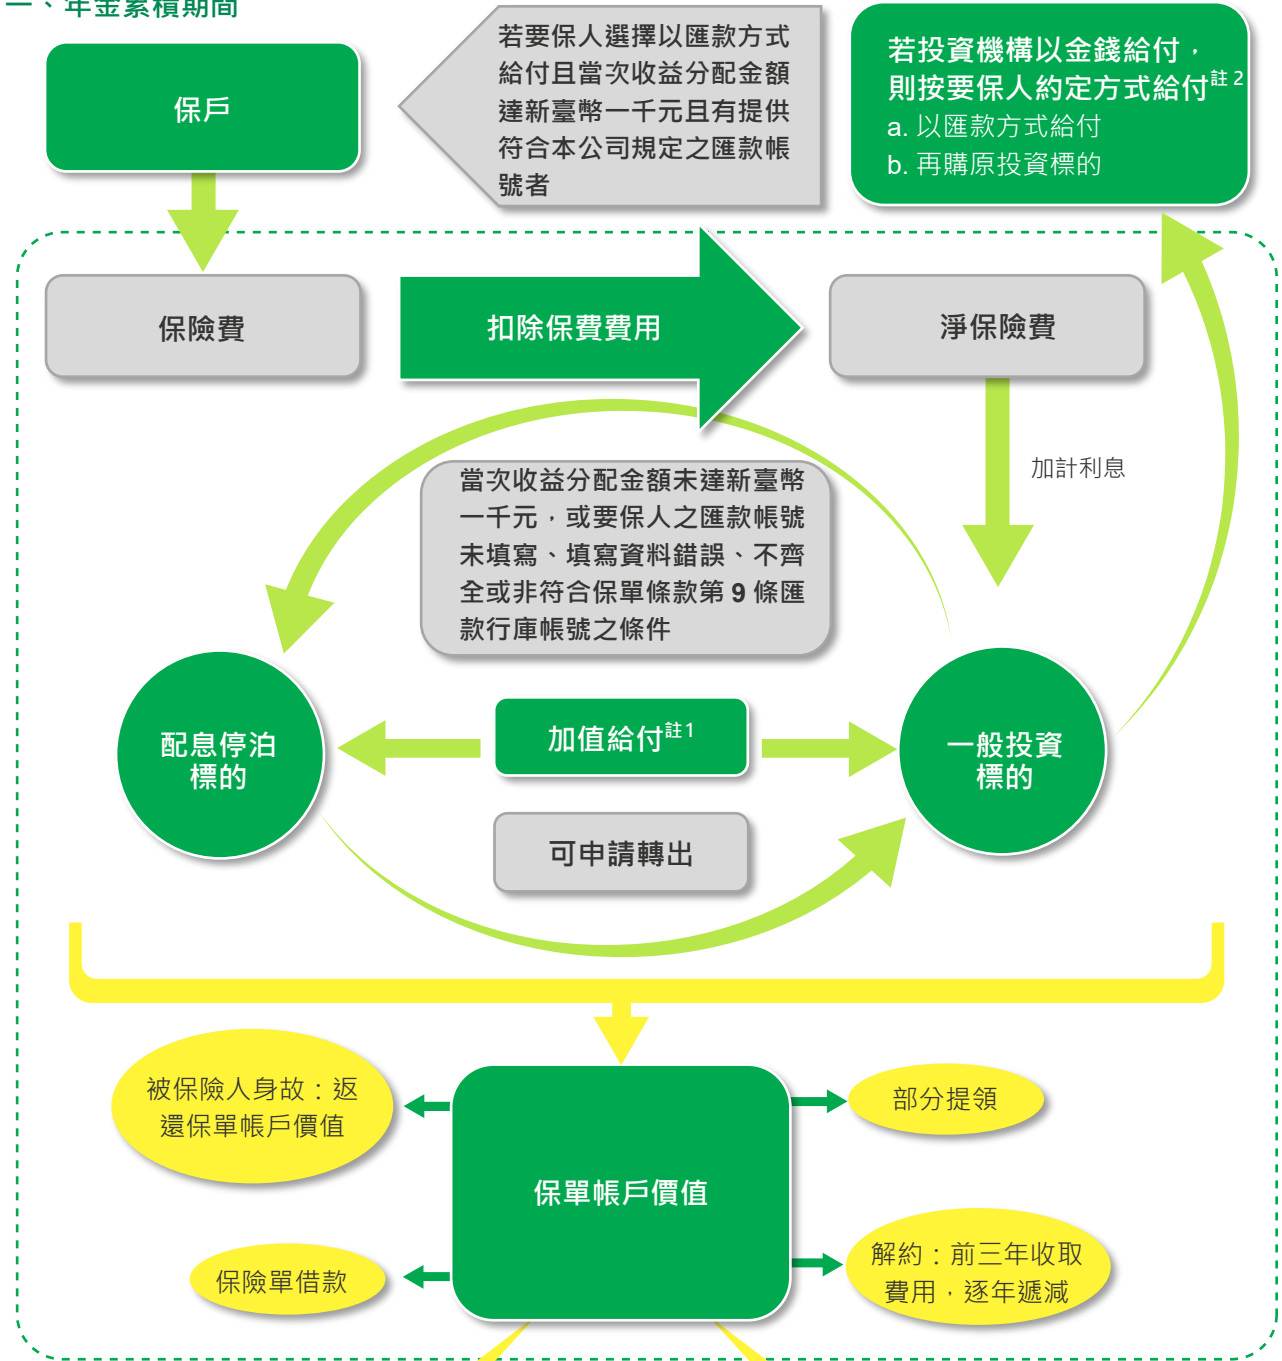 一、年金累積期間
保戶
若要保人選擇以匯款方式
給付且當次收益分配金額
達新臺幣一千元且有提供
符合本公司規定之匯款帳
號者
若投資機構以金錢給付，
則按要保人約定方式給付註2
a. 以匯款方式給付
b. 再購原投資標的
保險費
扣除保費費用
淨保險費
加計利息
當次收益分配金額未達新臺幣
一千元，或要保人之匯款帳號
未填寫、填寫資料錯誤、不齊
全或非符合保單條款第 9 條匯
款行庫帳號之條件
配息停泊
標的
加值給付註1
一般投資
標的
可申請轉出
被保險人身故：返
還保單帳戶價值
部分提領
保單帳戶價值
保險單借款
解約：前三年收取
費用，逐年遞減